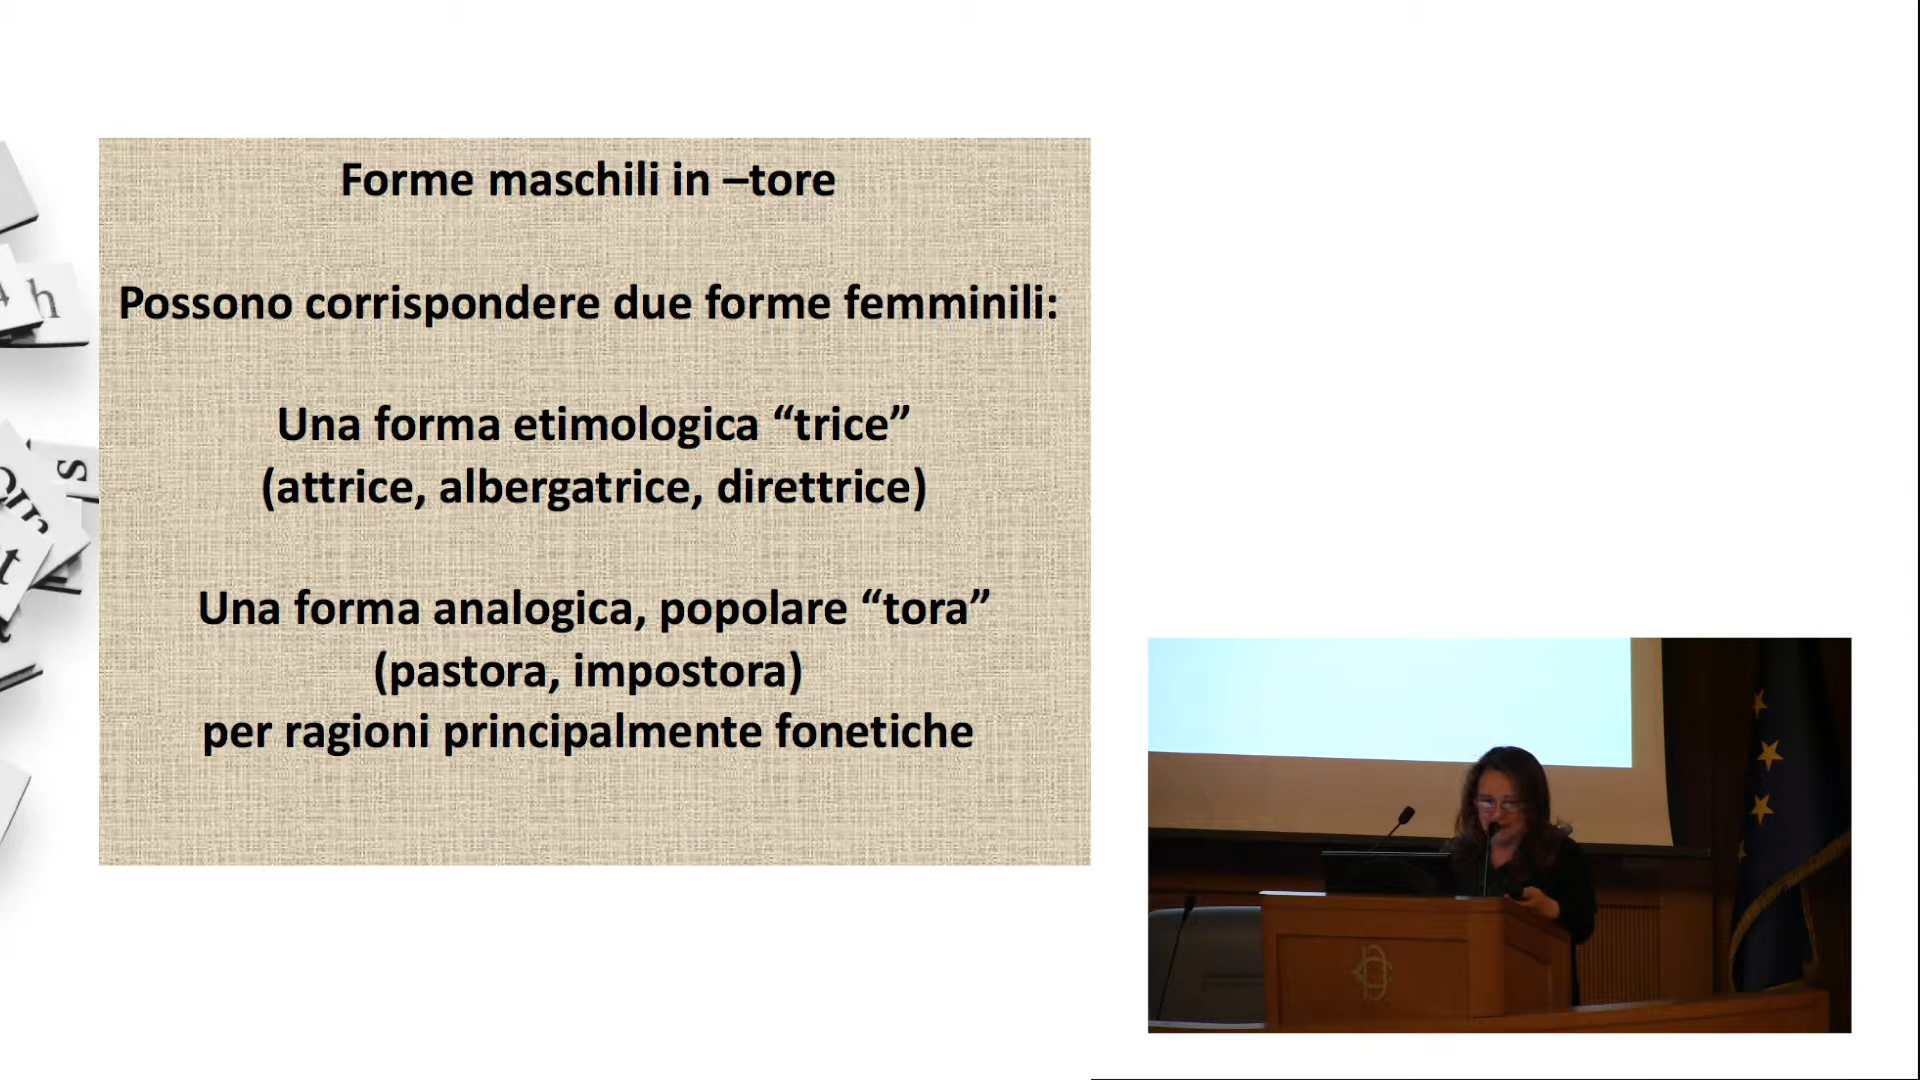 Forme maschili in –tore
Possono corrispondere due forme femminili:
Una forma etimologica “trice”
(attrice, albergatrice, direttrice)
Una forma analogica, popolare “tora”
(pastora, impostora)
per ragioni principalmente fonetiche
h
s
t